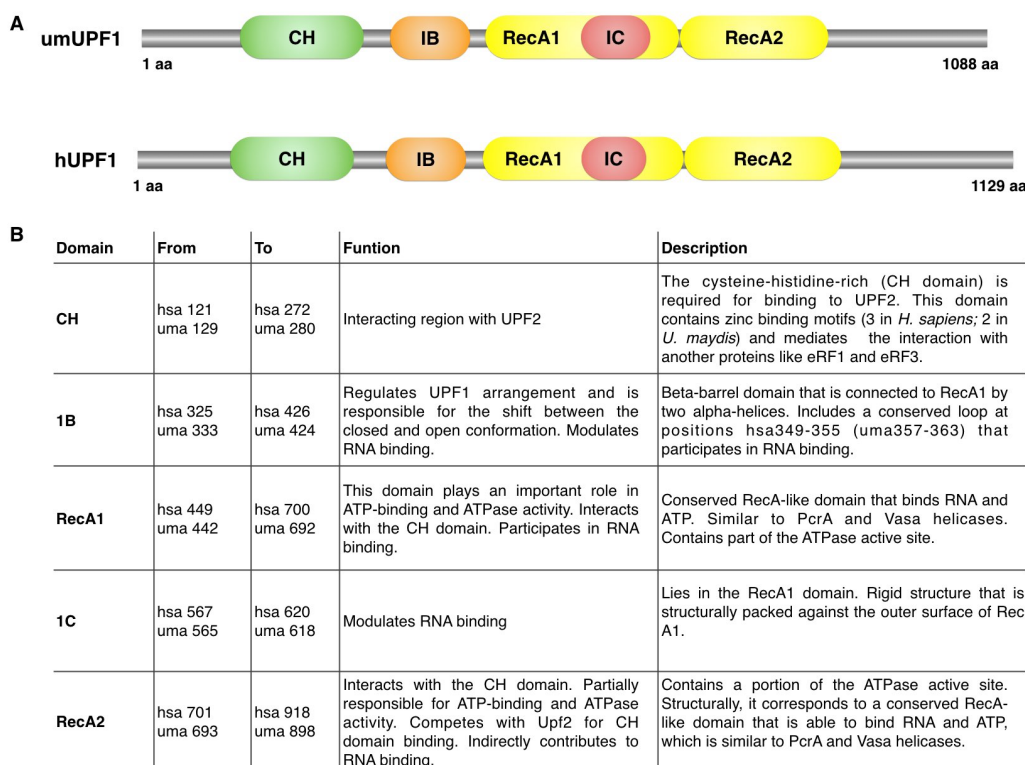 A
umUPF1
CH
IB
RecA1
IC
RecA2
1 aa
1088 aa
hUPF1
CH
IB
RecA1
IC
RecA2
1 aa
1129 aa
B
Domain
From
To
Funtion
Description
CH
hsa 121
uma 129
hsa 272
uma 280
Interacting region with UPF2
The cysteine-histidine-rich (CH domain) is
required for binding to UPF2. This domain
contains zinc binding motifs (3 in H. sapiens; 2 in
U. maydis) and mediates the interaction with
another proteins like eRF1 and eRF3.
1B
hsa 325
uma 333
hsa 426
uma 424
Regulates UPF1 arrangement and is
responsible for the shift between the
closed and open conformation. Modulates
RNA binding.
Beta-barrel domain that is connected to RecA1 by
two alpha-helices. Includes a conserved loop at
positions hsa349-355 (uma357-363) that
participates in RNA binding.
RecA1
hsa 449
uma 442
hsa 700
uma 692
This domain plays an important role in
ATP-binding and ATPase activity. Interacts
with the CH domain. Participates in RNA
binding.
Conserved RecA-like domain that binds RNA and
ATP. Similar to PcrA and Vasa helicases.
Contains part of the ATPase active site.
1C
hsa 567
uma 565
hsa 620
uma 618
Modulates RNA binding
Lies in the RecA1 domain. Rigid structure that is
structurally packed against the outer surface of Rec
A1.
RecA2
hsa 701
uma 693
hsa 918
uma 898
Interacts with the CH domain. Partially
responsible for ATP-binding and ATPase
activity. Competes with Upf2 for CH
domain binding. Indirectly contributes to
RNA binding.
Contains a portion of the ATPase active site.
Structurally, it corresponds to a conserved RecA-
like domain that is able to bind RNA and ATP,
which is similar to PcrA and Vasa helicases.